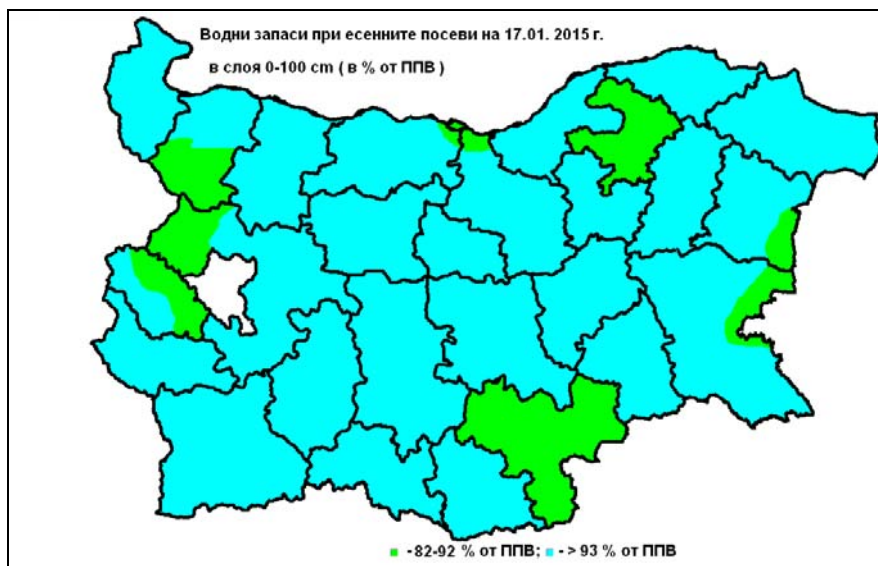 Водни запаси при есенните посеви на 17.01. 2015 г.
в слоя 0-100 cm ( в % от ППВ )
-82-92 % от ППВ; - > 93 % от ППВ